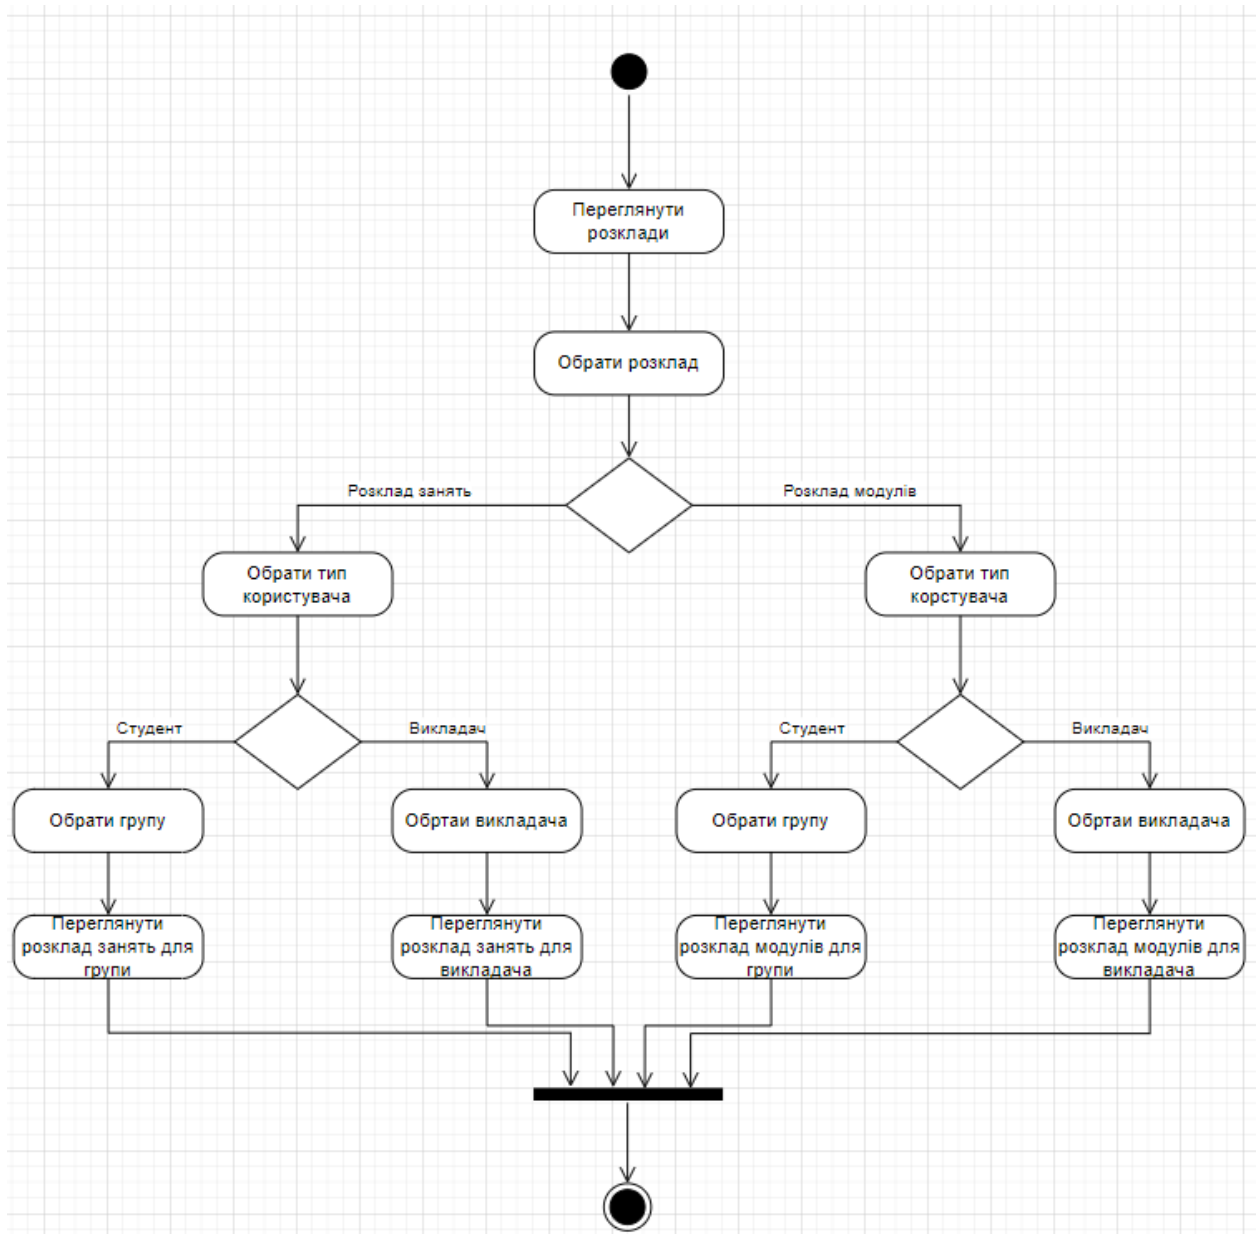 Переглянути
розклади
Обрати розклад
Розклад занять
Розклад модулів
Обрати тип
користувача
Обрати тип
корстувача
Студент
Викладач
Студент
Викладач
Обрати групу
Обртаи викладача
Обрати групу
Обртаи викладача
Переглянути
розклад занять для
групи
Переглянути
розклад занять для
викладача
Переглянути
розклад модулів для
групи
Переглянути
розклад модулів для
викладача